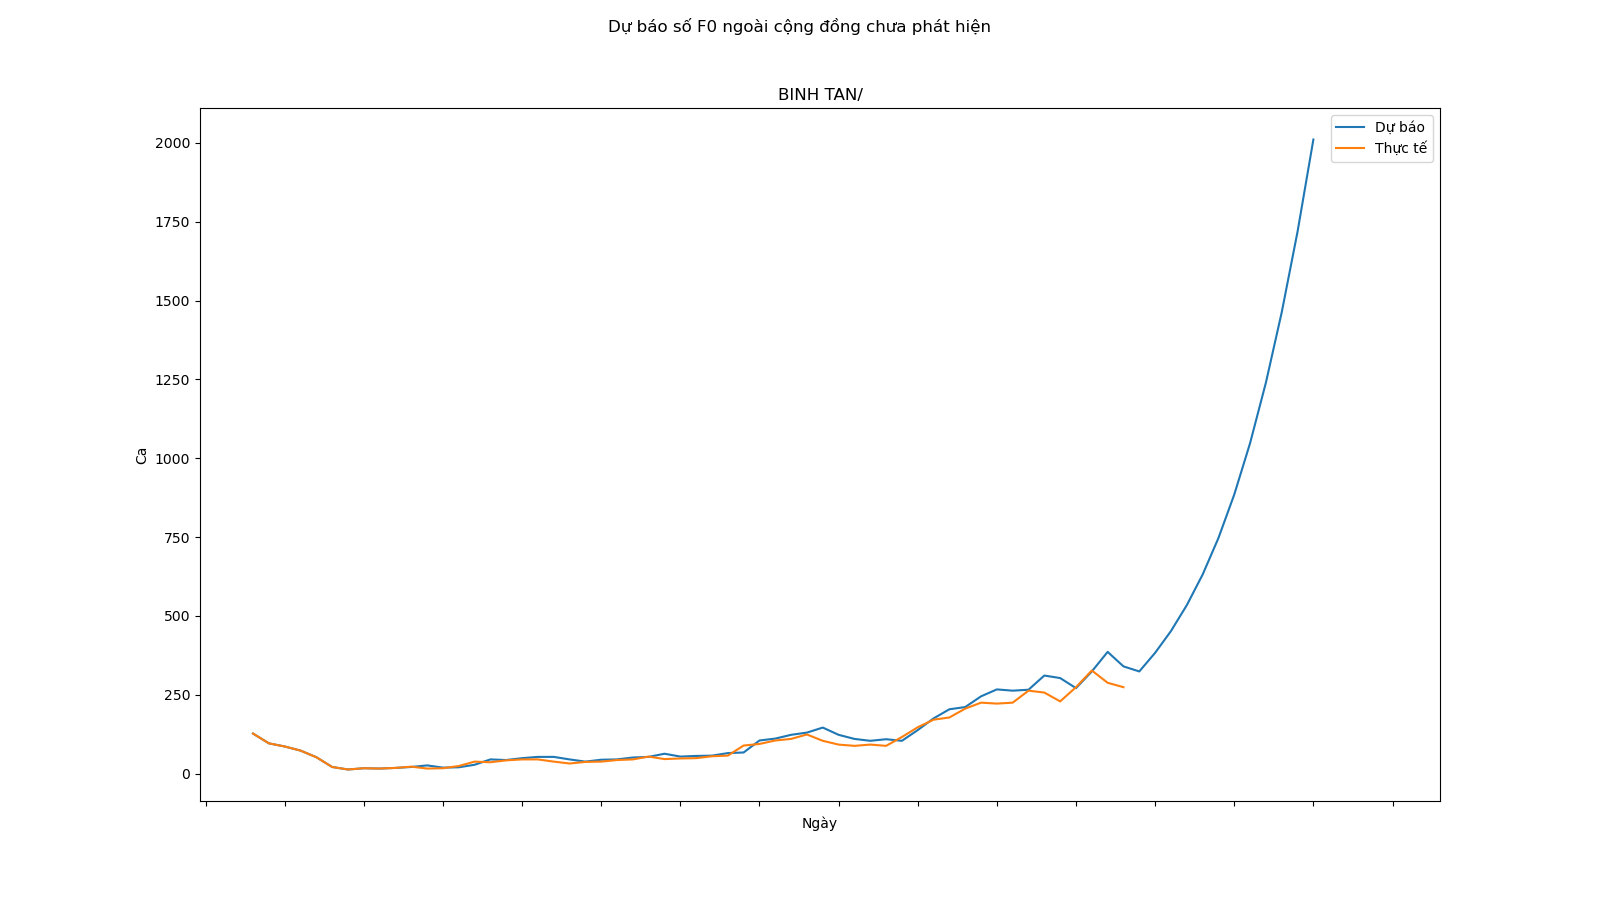 Dự báo số F0 ngoài cộng đồng chưa phát hiện
BINH TAN/
Dự báo
Thực tế
2000
1750
1500
1250
1000
750
500
250
0
Ca
Ngày